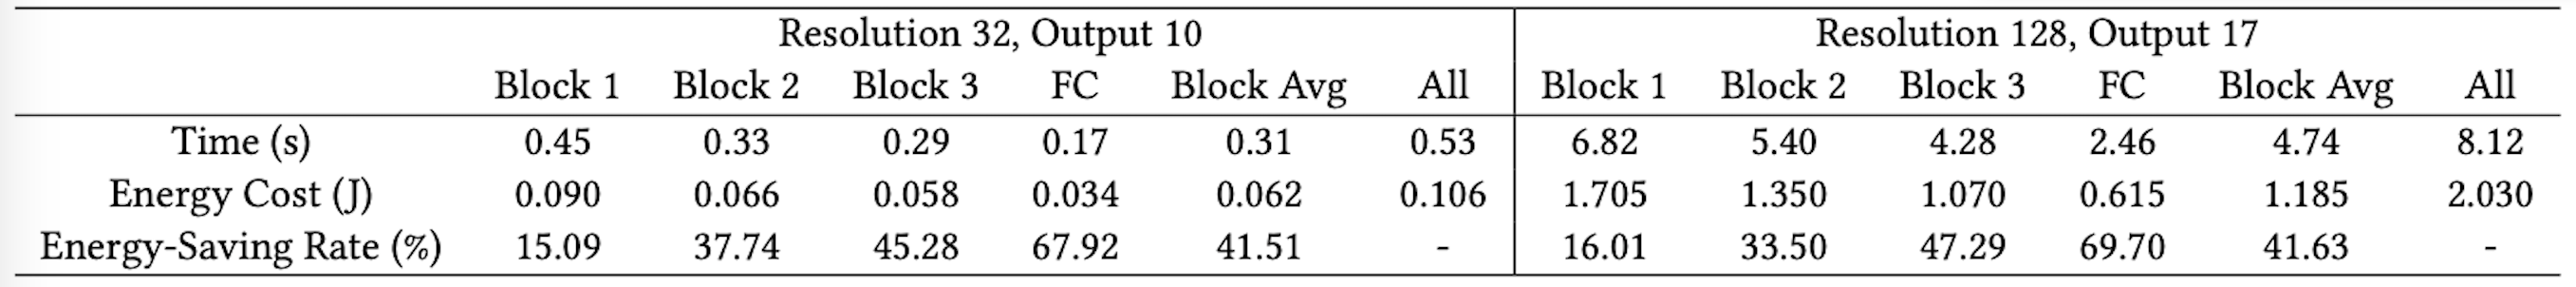 Resolution 32, Output 10 Resolution 128, Output 17
Block 1 Block 2 Block 3 FC Block Avg All Block 1 Block 2 Block 3 FC Block Avg All
Time (s) 0.45 0.33 0.29 0.17 0.31 0.53 6.82 5.40 4.28 2.46 4.74 8.12
Energy Cost (J) 0.090 0.066 0.058 0.034 0.062 0.106 1.705 1.350 1.070 0.615 1.185 2.030
Energy-Saving Rate (%) 15.09 37.74 45.28 67.92 41.51 - 16.01 33.50 47.29 69.70 41.63 -